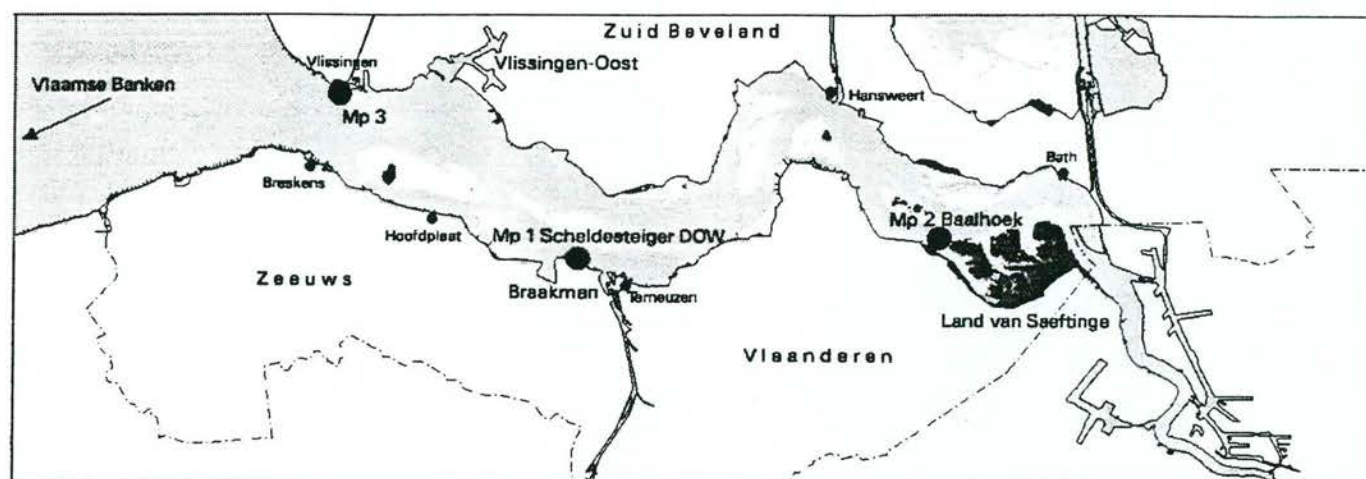 Zuid Beveland
Vlissingen
Vlissingen-Oost
Vlaamse Banken
Mp 3
Hansweert
Breskens
Bath
Hoofdplaat
Mp 1 Scheldesteiger DOW
Mp 2 Baalhoek
Zeeuws
Braakman
Terneuzen
Land van Saeftinge
Vlaanderen